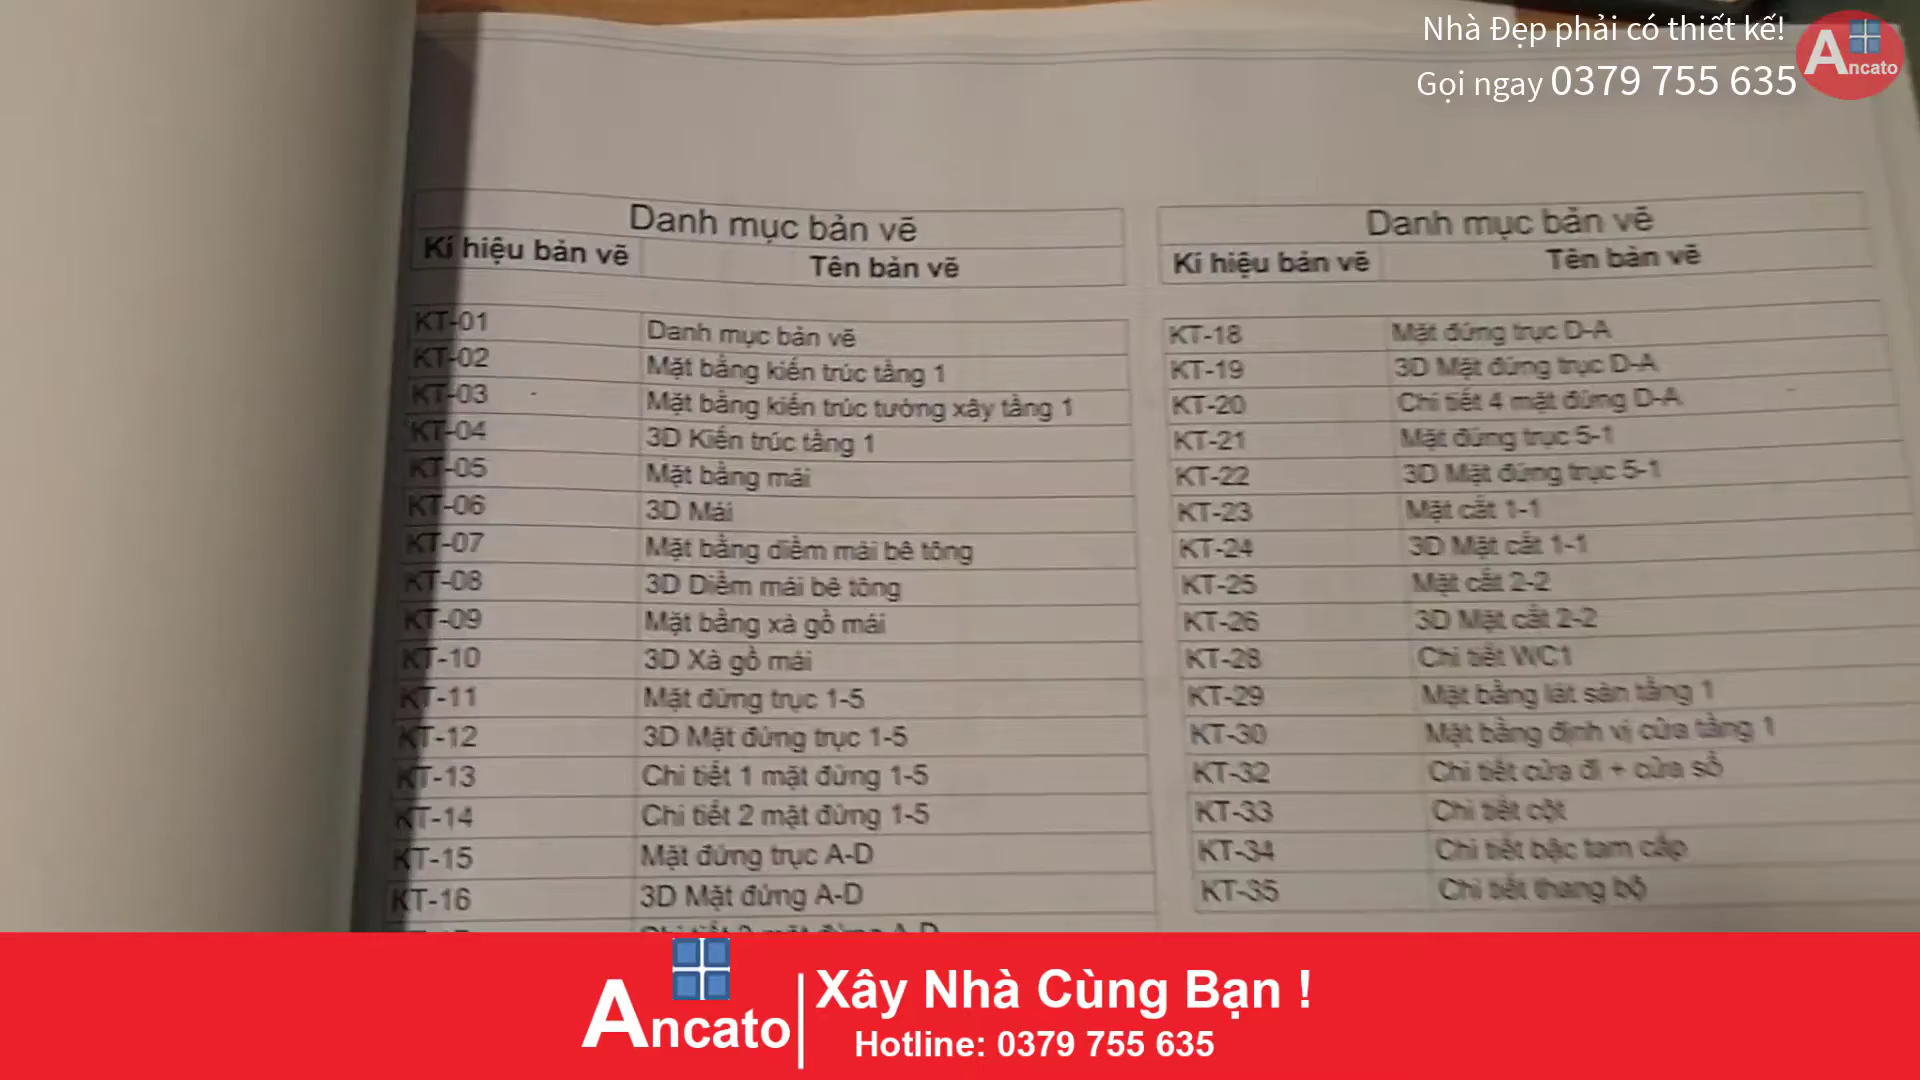 Nhà Đẹp phải có thiết kế!
Gọi ngay 0379 755 635
Ancato
Danh mục bản vẽ
Kí hiệu bản vẽ Tên bản vẽ
KT-01 Danh mục bản vẽ
KT-02 Mặt bằng kiến trúc tầng 1
KT-03 Mặt bằng kiến trúc tường xây tầng 1
KT-04 3D Kiến trúc tầng 1
KT-05 Mặt bằng mái
KT-06 3D Mái
KT-07 Mặt bằng diềm mái bê tông
KT-08 3D Diềm mái bê tông
KT-09 Mặt bằng xà gồ mái
KT-10 3D Xà gồ mái
KT-11 Mặt đứng trục 1-5
KT-12 3D Mặt đứng trục 1-5
KT-13 Chi tiết 1 mặt đứng 1-5
KT-14 Chi tiết 2 mặt đứng 1-5
KT-15 Mặt đứng trục A-D
KT-16 3D Mặt đứng A-D
Danh mục bản vẽ
Kí hiệu bản vẽ Tên bản vẽ
KT-18 Mặt đứng trục D-A
KT-19 3D Mặt đứng trục D-A
KT-20 Chi tiết 4 mặt đứng D-A
KT-21 Mặt đứng trục 5-1
KT-22 3D Mặt đứng trục 5-1
KT-23 Mặt cắt 1-1
KT-24 3D Mặt cắt 1-1
KT-25 Mặt cắt 2-2
KT-26 3D Mặt cắt 2-2
KT-28 Chi tiết WC1
KT-29 Mặt bằng lát sàn tầng 1
KT-30 Mặt bằng định vị cửa tầng 1
KT-32 Chi tiết cửa đi + cửa sổ
KT-33 Chi tiết cột
KT-34 Chi tiết bậc tam cấp
KT-35 Chi tiết thang bộ
Ancato
Xây Nhà Cùng Bạn !
Hotline: 0379 755 635